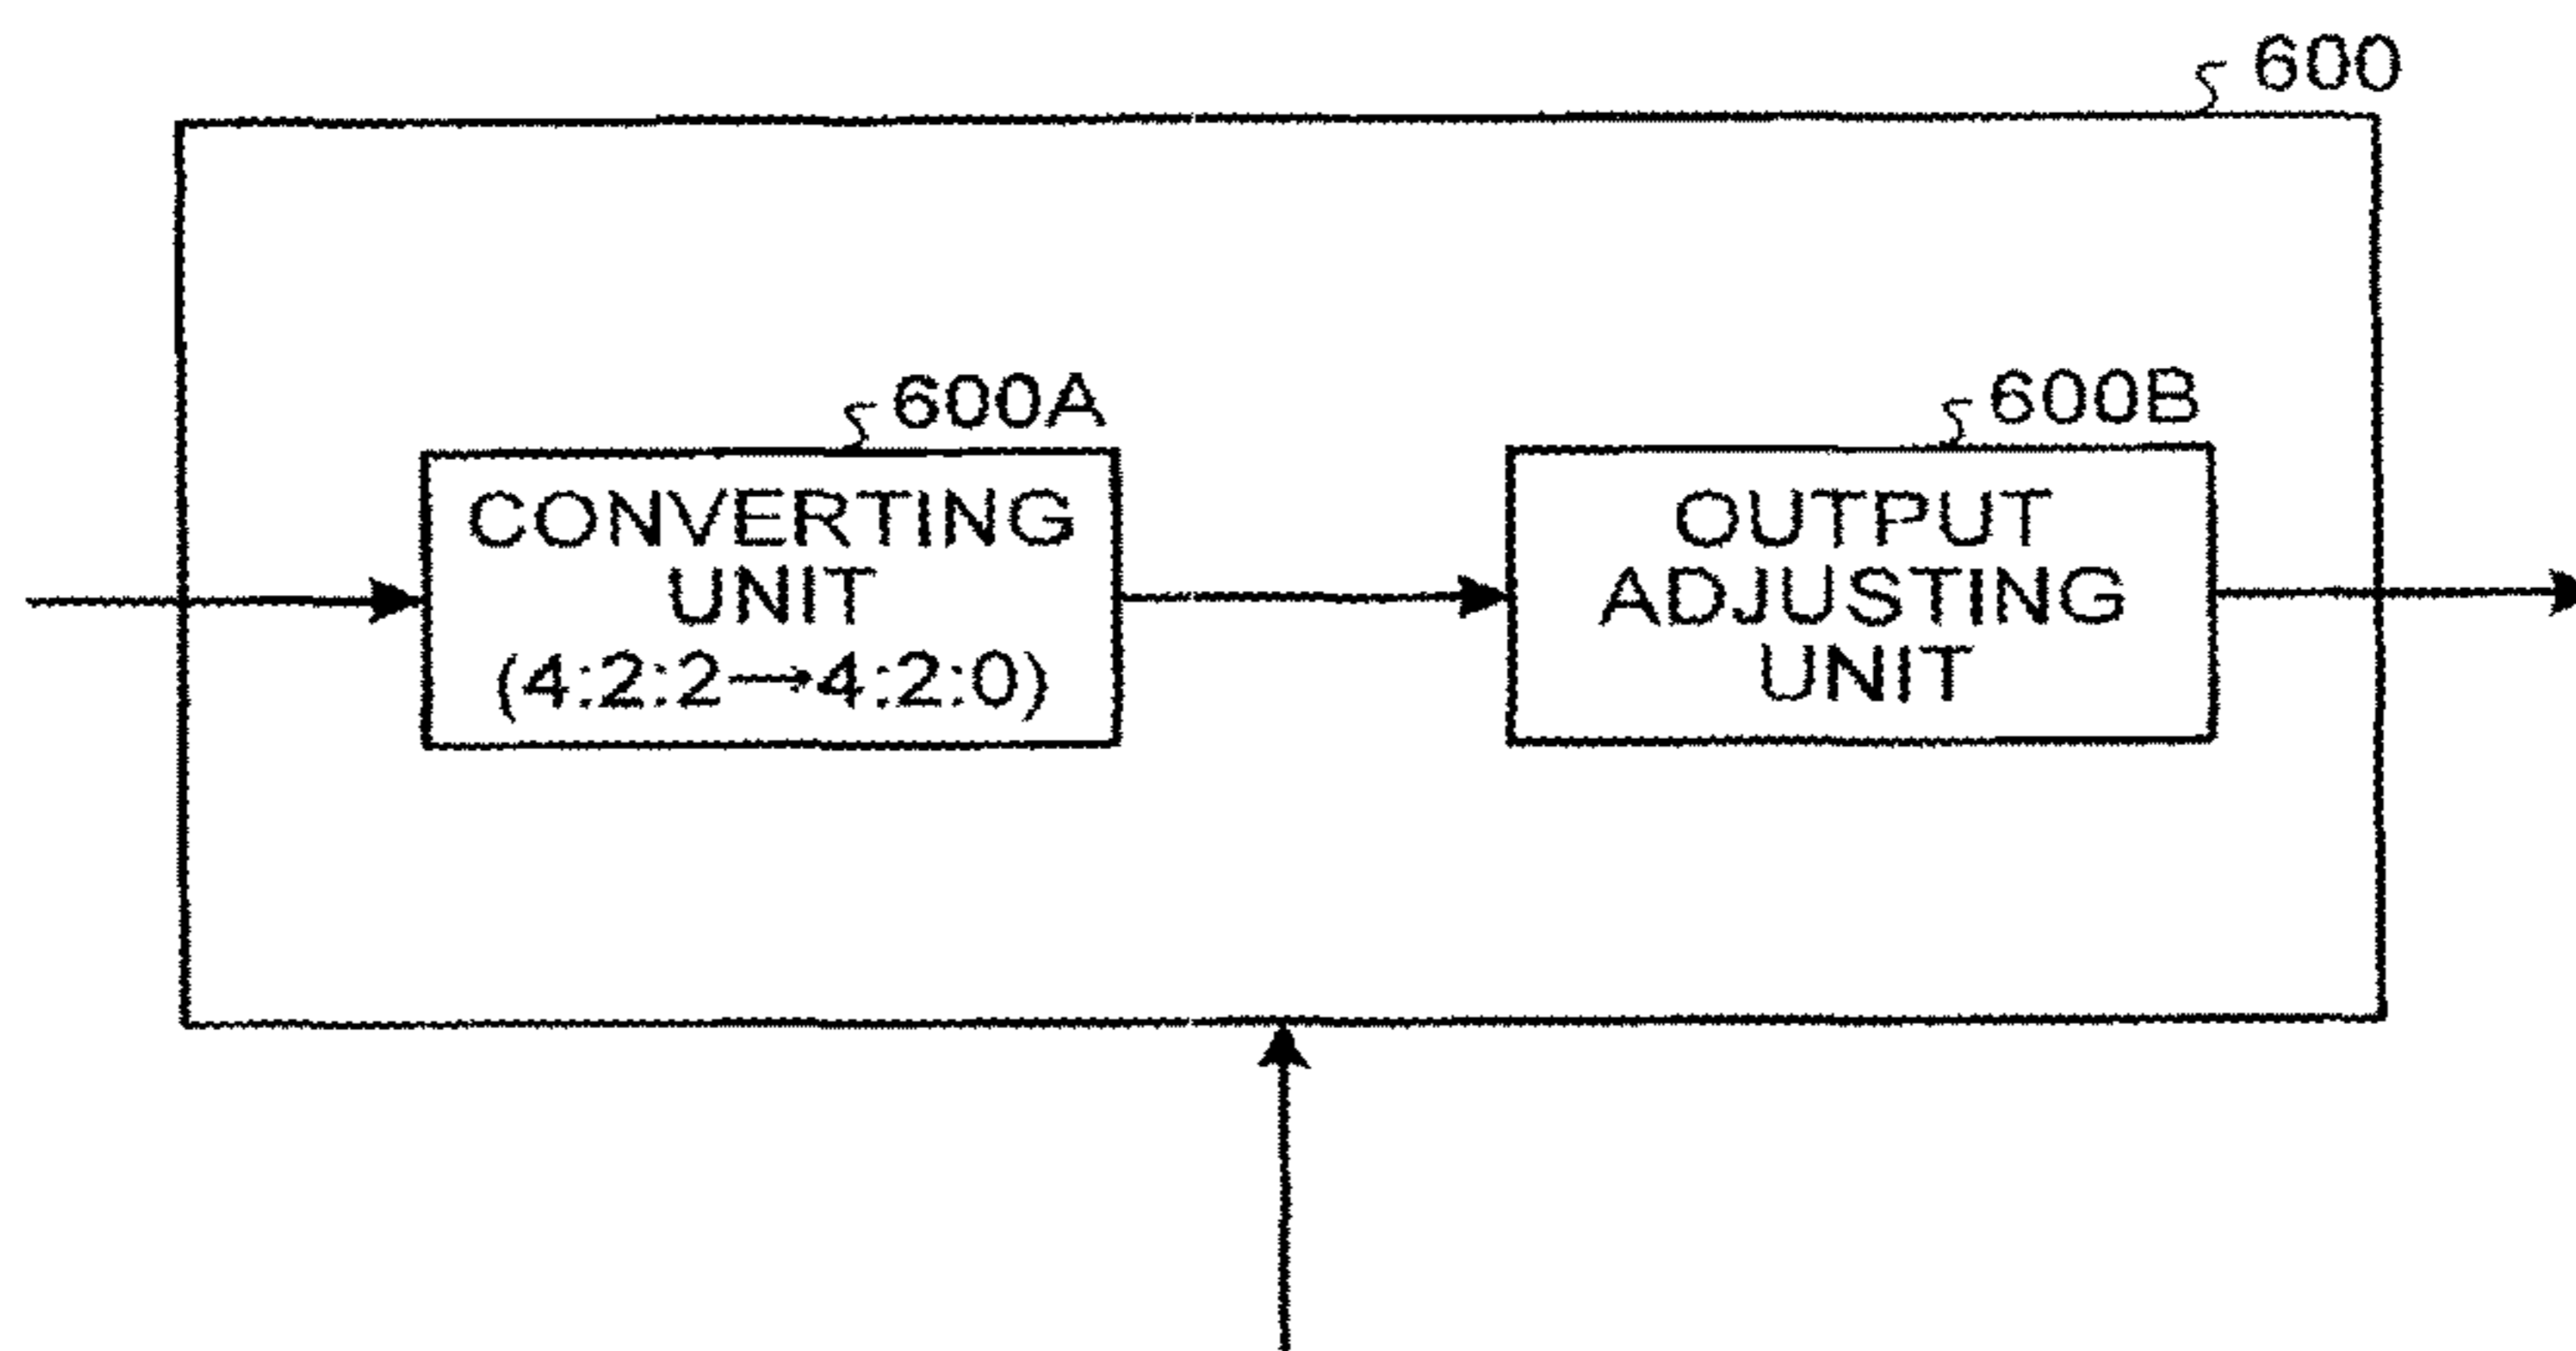 600
600A
CONVERTING
UNIT
(4:2:2→4:2:0)
600B
OUTPUT
ADJUSTING
UNIT